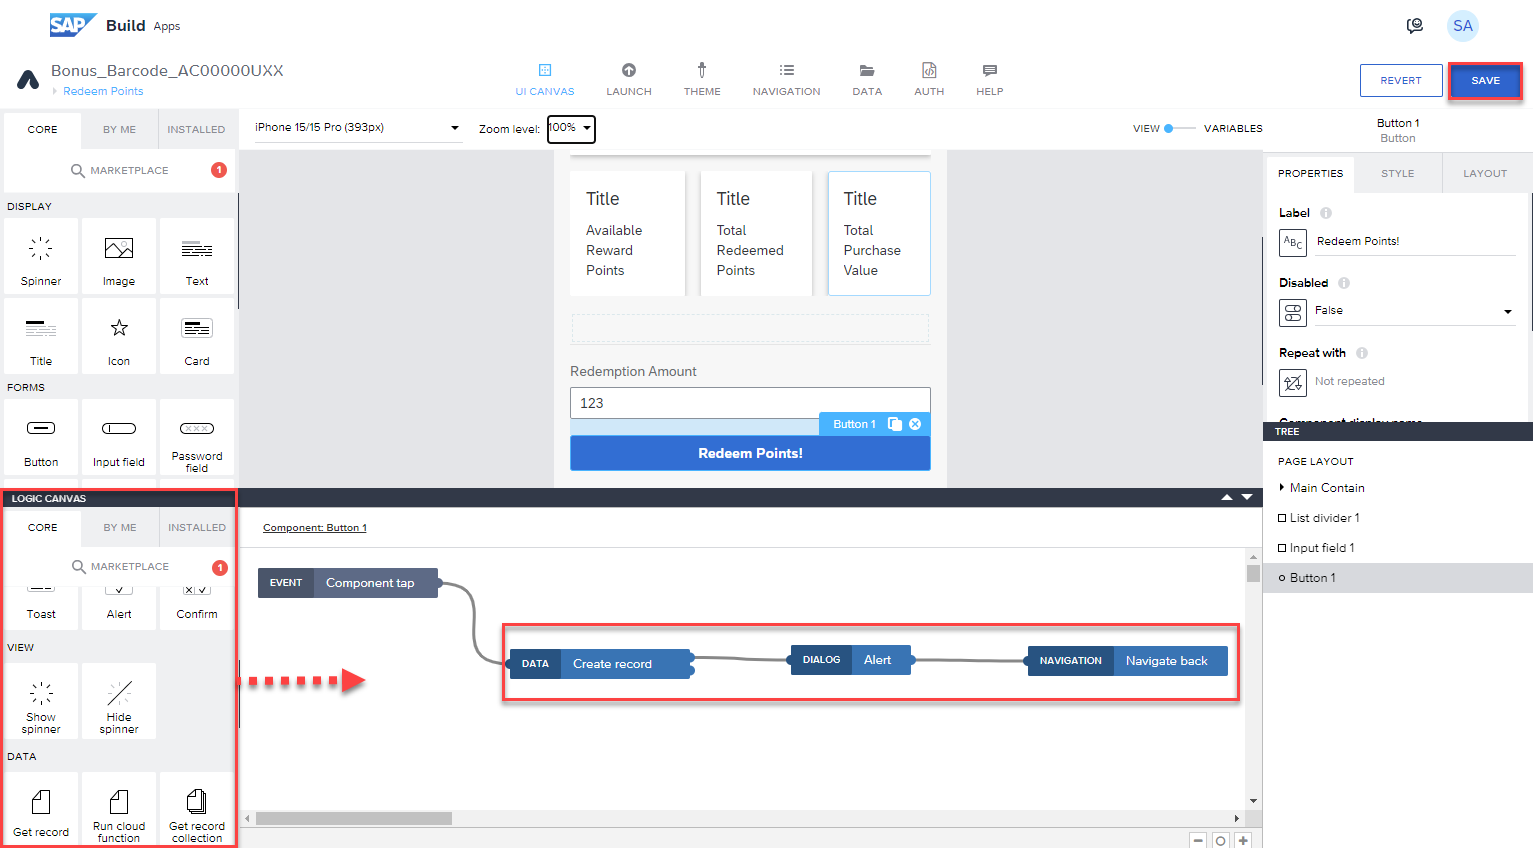 SAP Build Apps
SA
Bonus_Barcode_AC00000UXX
Redeem Points
UI CANVAS
LAUNCH
THEME
NAVIGATION
DATA
AUTH
HELP
REVERT
SAVE
CORE
BY ME
INSTALLED
MARKETPLACE
1
DISPLAY
Spinner
Image
Text
Title
Icon
Card
FORMS
Button
Input field
Password
field
iPhone 15/15 Pro (393px)
Zoom level:
100%
VIEW
VARIABLES
Title
Available
Reward
Points
Title
Total
Redeemed
Points
Title
Total
Purchase
Value
Redemption Amount
123
Button 1
Redeem Points!
Button 1
Button
PROPERTIES
STYLE
LAYOUT
Label
ABC
Redeem Points!
Disabled
False
Repeat with
Not repeated
TREE
PAGE LAYOUT
Main Contain
List divider 1
Input field 1
Button 1
LOGIC CANVAS
CORE
BY ME
INSTALLED
MARKETPLACE
1
Toast
Alert
Confirm
VIEW
Show
spinner
Hide
spinner
DATA
Get record
Run cloud
function
Get record
collection
Component: Button 1
EVENT
Component tap
DATA
Create record
DIALOG
Alert
NAVIGATION
Navigate back